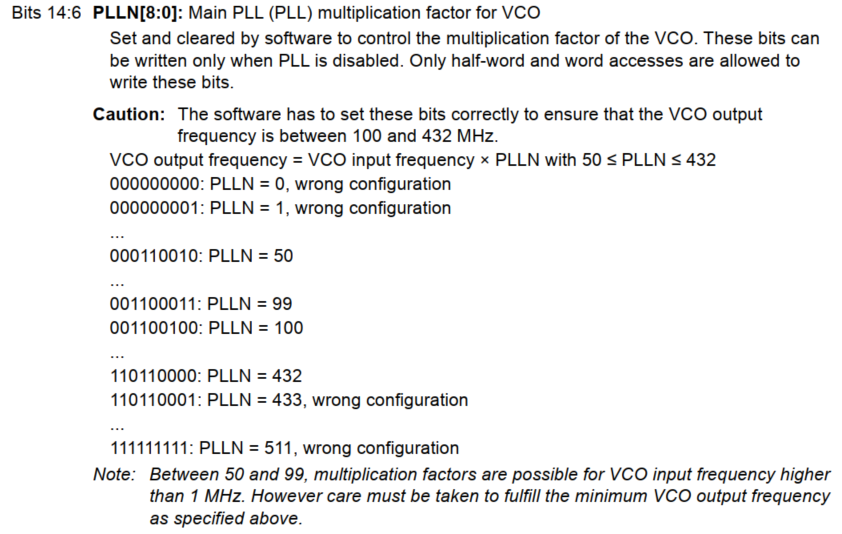 Bits 14:6 PLLN[8:0]: Main PLL (PLL) multiplication factor for VCO
Set and cleared by software to control the multiplication factor of the VCO. These bits can
be written only when PLL is disabled. Only half-word and word accesses are allowed to
write these bits.
Caution: The software has to set these bits correctly to ensure that the VCO output
frequency is between 100 and 432 MHz.
VCO output frequency = VCO input frequency × PLLN with 50 ≤ PLLN ≤ 432
000000000: PLLN = 0, wrong configuration
000000001: PLLN = 1, wrong configuration
...
000110010: PLLN = 50
...
001100011: PLLN = 99
001100100: PLLN = 100
...
110110000: PLLN = 432
110110001: PLLN = 433, wrong configuration
...
111111111: PLLN = 511, wrong configuration
Note: Between 50 and 99, multiplication factors are possible for VCO input frequency higher
than 1 MHz. However care must be taken to fulfill the minimum VCO output frequency
as specified above.